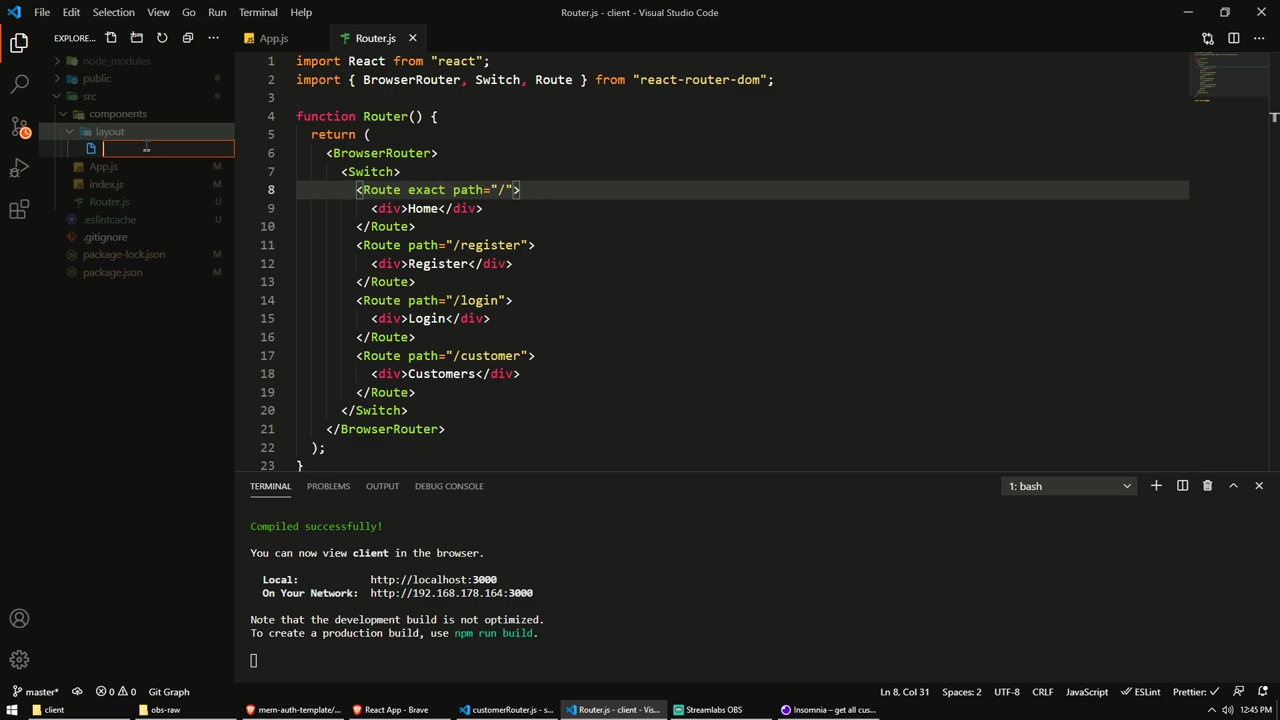 File Edit Selection View Go Run Terminal Help
Router.js - client - Visual Studio Code
EXPLORE...
App.js
Router.js
node_modules
public
src
components
layout
App.js M
index.js M
Router.js U
.eslintcache U
.gitignore
package-lock.json M
package.json M
1 import React from "react";
2 import { BrowserRouter, Switch, Route } from "react-router-dom";
3
4 function Router() {
5 return (
6 <BrowserRouter>
7 <Switch>
8 <Route exact path="/">
9 <div>Home</div>
10 </Route>
11 <Route path="/register">
12 <div>Register</div>
13 </Route>
14 <Route path="/login">
15 <div>Login</div>
16 </Route>
17 <Route path="/customer">
18 <div>Customers</div>
19 </Route>
20 </Switch>
21 </BrowserRouter>
22 );
23 }
TERMINAL PROBLEMS OUTPUT DEBUG CONSOLE
1: bash
Compiled successfully!
You can now view client in the browser.
Local: http://localhost:3000
On Your Network: http://192.168.178.164:3000
Note that the development build is not optimized.
To create a production build, use npm run build.
master* 0 0 Git Graph
Ln 8, Col 31 Spaces: 2 UTF-8 CRLF JavaScript ESLint Prettier:
client
obs-raw
mern-auth-template/...
React App - Brave
customerRouter.js - s...
Router.js - client - Vis...
Streamlabs OBS
Insomnia – get all cus...
12:45 PM